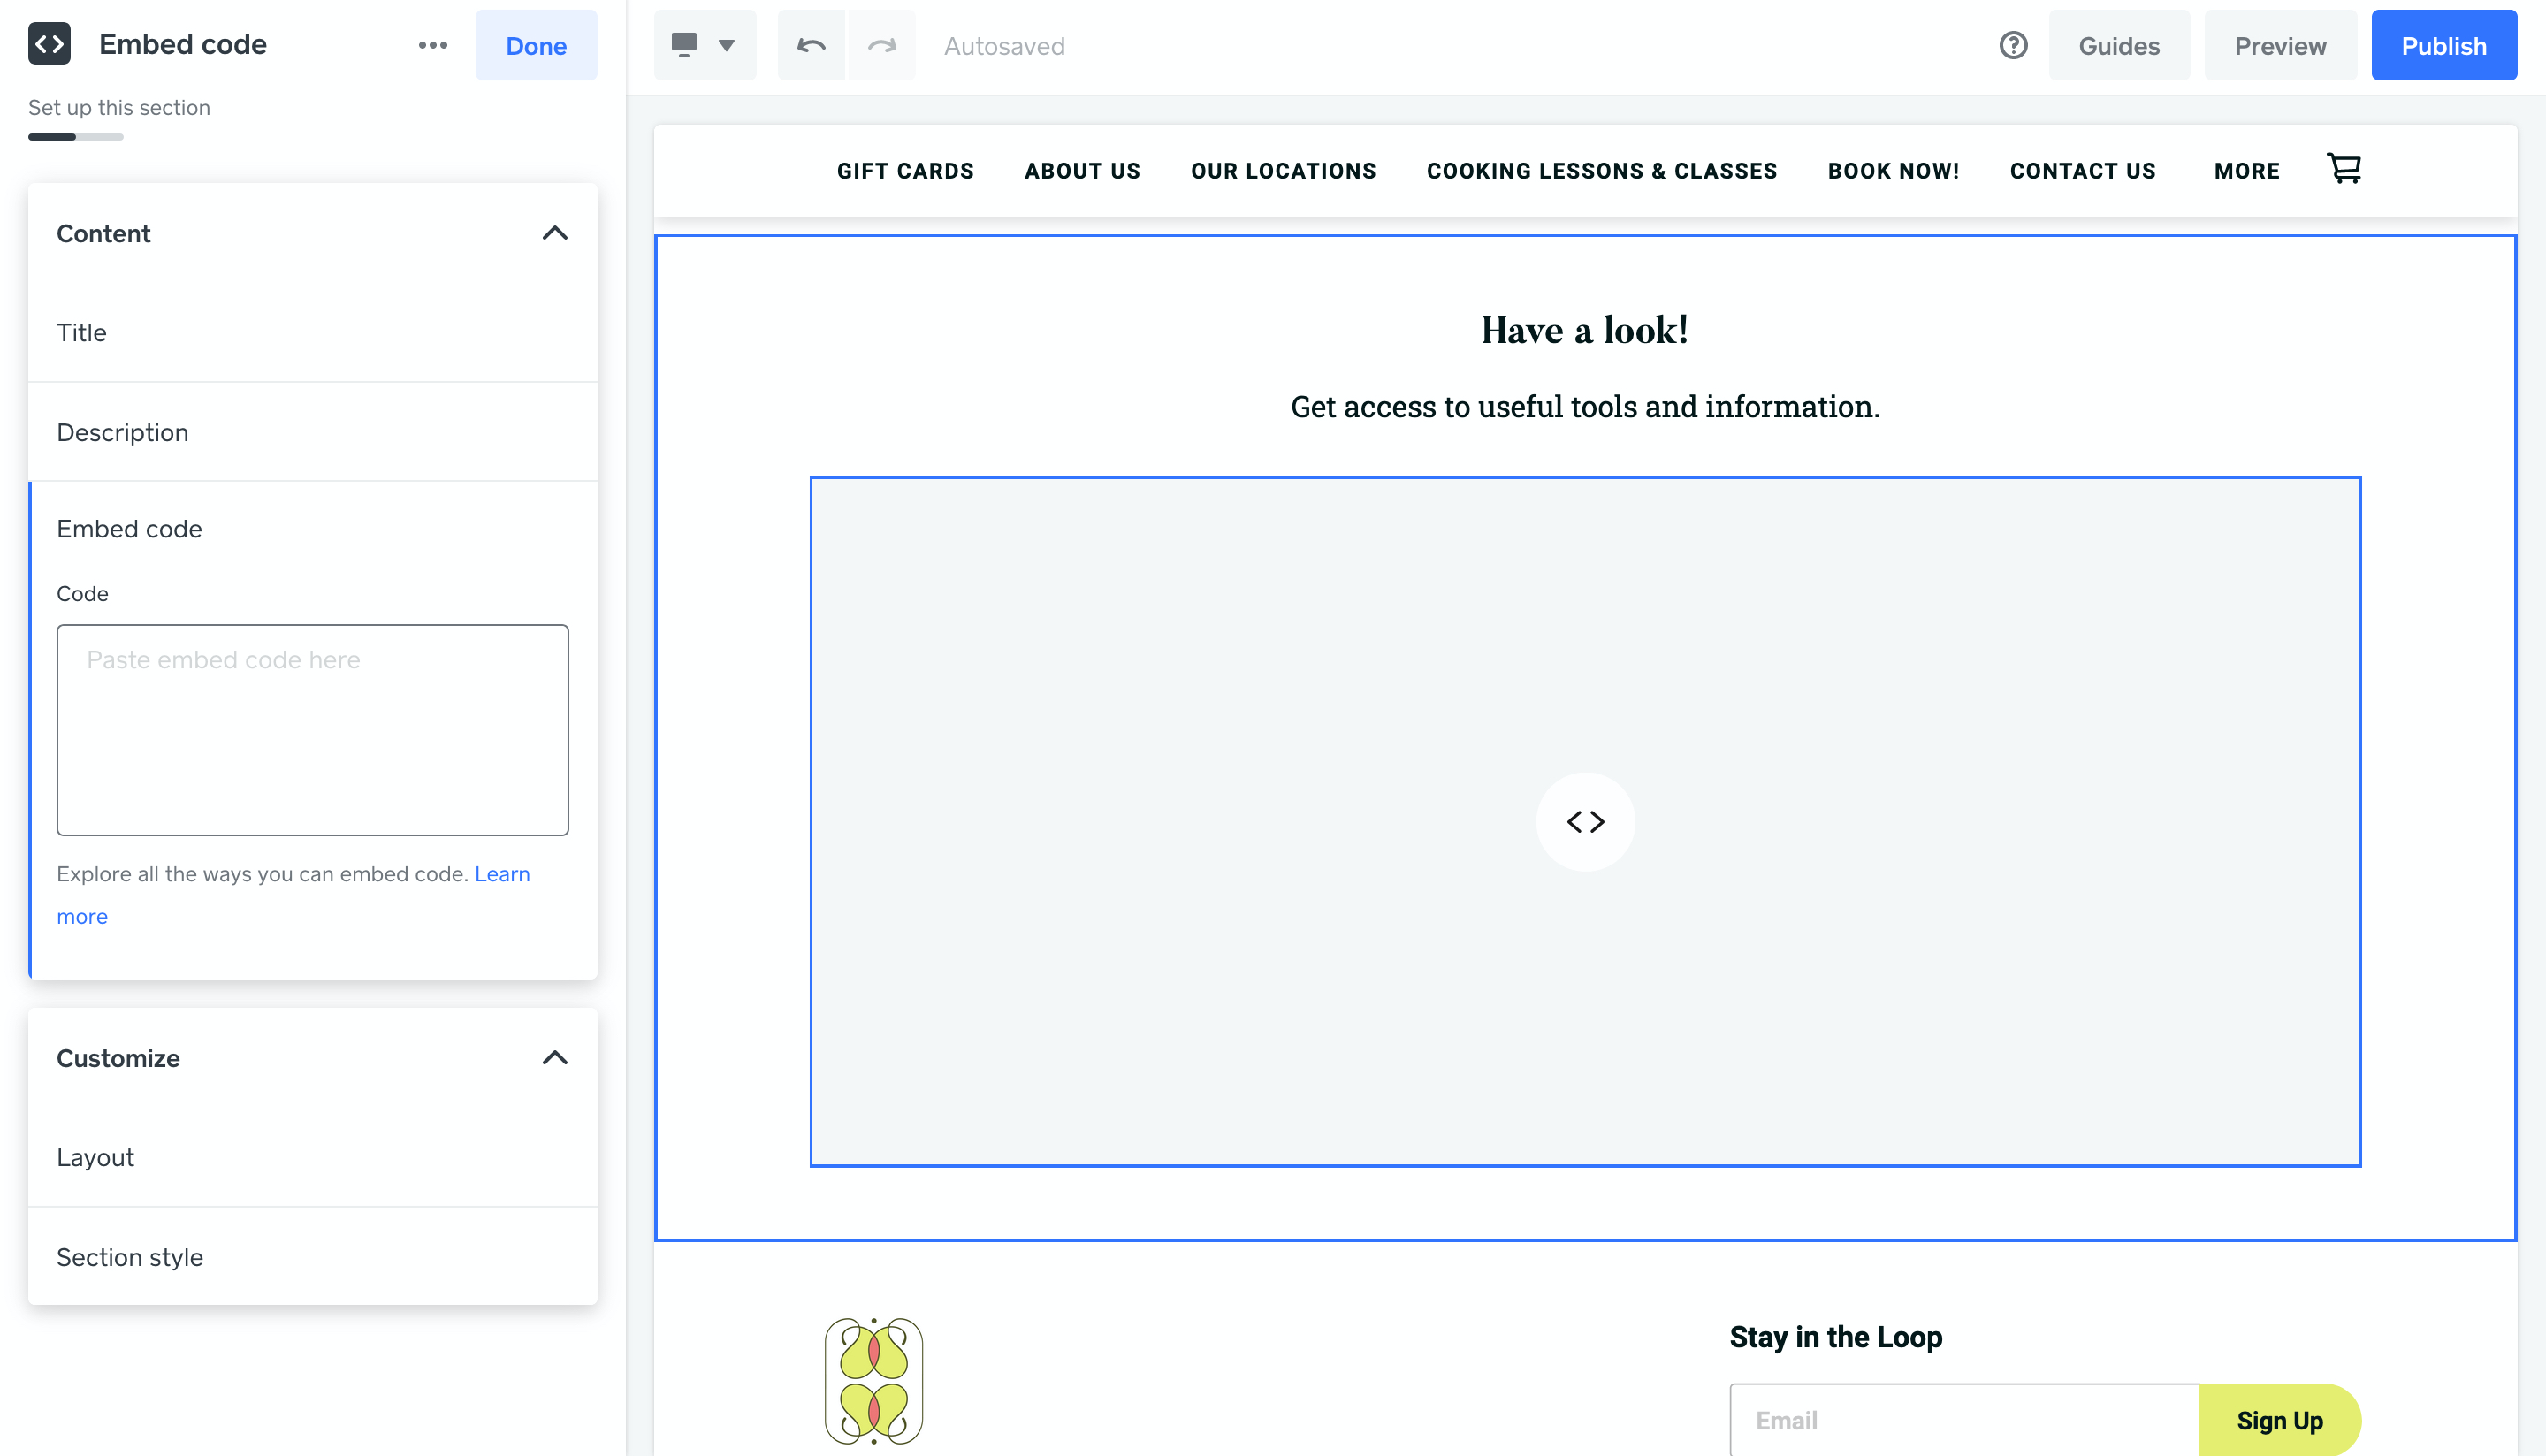 Embed code
Done
Autosaved
Guides
Preview
Publish
Set up this section
Content
Title
Description
Embed code
Code
Paste embed code here
Explore all the ways you can embed code. Learn
more
Customize
Layout
Section style
GIFT CARDS
ABOUT US
OUR LOCATIONS
COOKING LESSONS & CLASSES
BOOK NOW!
CONTACT US
MORE
Have a look!
Get access to useful tools and information.
Stay in the Loop
Email
Sign Up